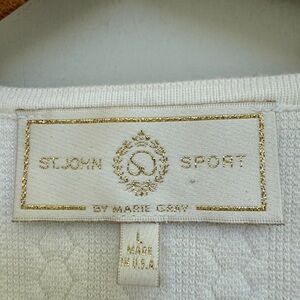 ST. JOHN SPORT
BY MARIE GRAY
L
MADE
IN U.S.A.